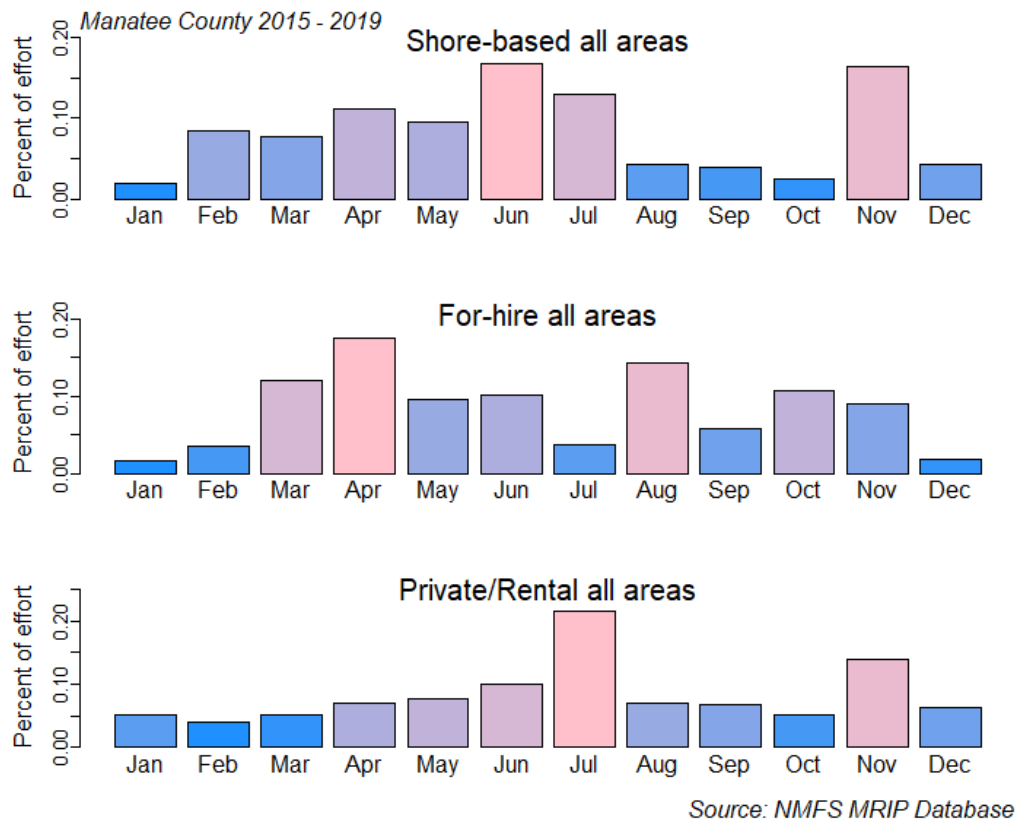 Manatee County 2015 - 2019
Shore-based all areas
Percent of effort
0.20
0.10
0.00
Jan Feb Mar Apr May Jun Jul Aug Sep Oct Nov Dec
For-hire all areas
Percent of effort
0.20
0.10
0.00
Jan Feb Mar Apr May Jun Jul Aug Sep Oct Nov Dec
Private/Rental all areas
Percent of effort
0.20
0.10
0.00
Jan Feb Mar Apr May Jun Jul Aug Sep Oct Nov Dec
Source: NMFS MRIP Database